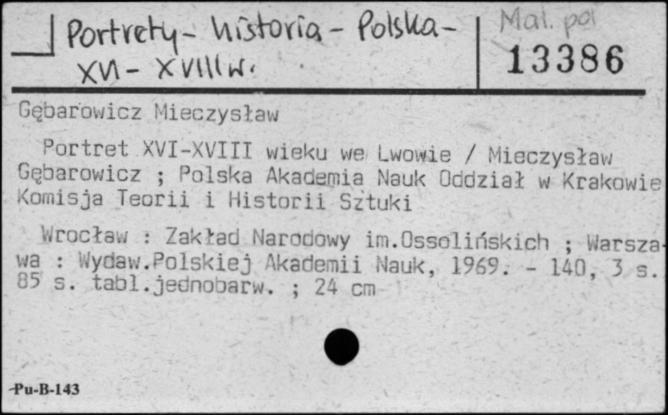 Portrety - historia - Polska -
XVI - XVIII w.
Mal. pol
13386
Gębarowicz Mieczysław
Portret XVI-XVIII wieku we Lwowie / Mieczysław
Gębarowicz ; Polska Akademia Nauk Oddział w Krakowie
Komisja Teorii i Historii Sztuki
Wrocław : Zakład Narodowy im.Ossolińskich ; Warsza-
wa : Wydaw.Polskiej Akademii Nauk, 1969. - 140, 3 s.
85 s. tabl.jednobarw. ; 24 cm
Pu-B-143